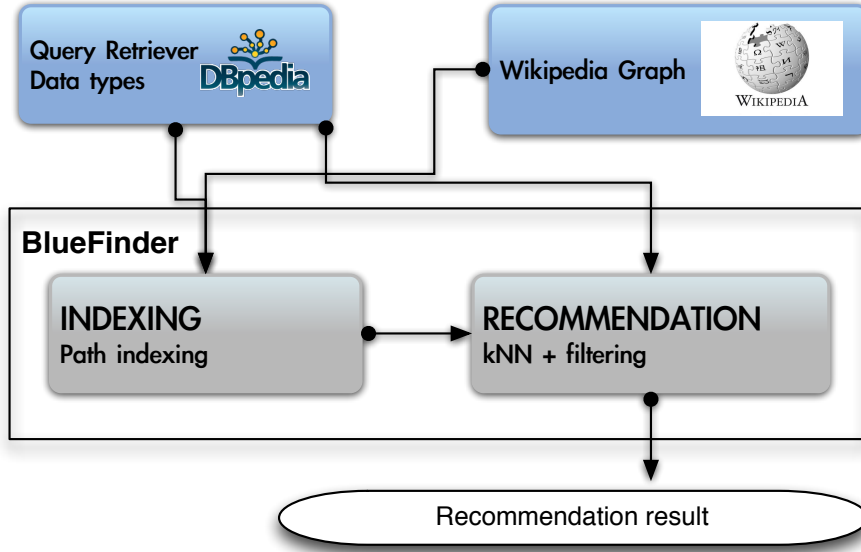 Query Retriever
Data types
DBpedia
Wikipedia Graph
WIKIPEDIA
BlueFinder
INDEXING
Path indexing
RECOMMENDATION
kNN + filtering
Recommendation result